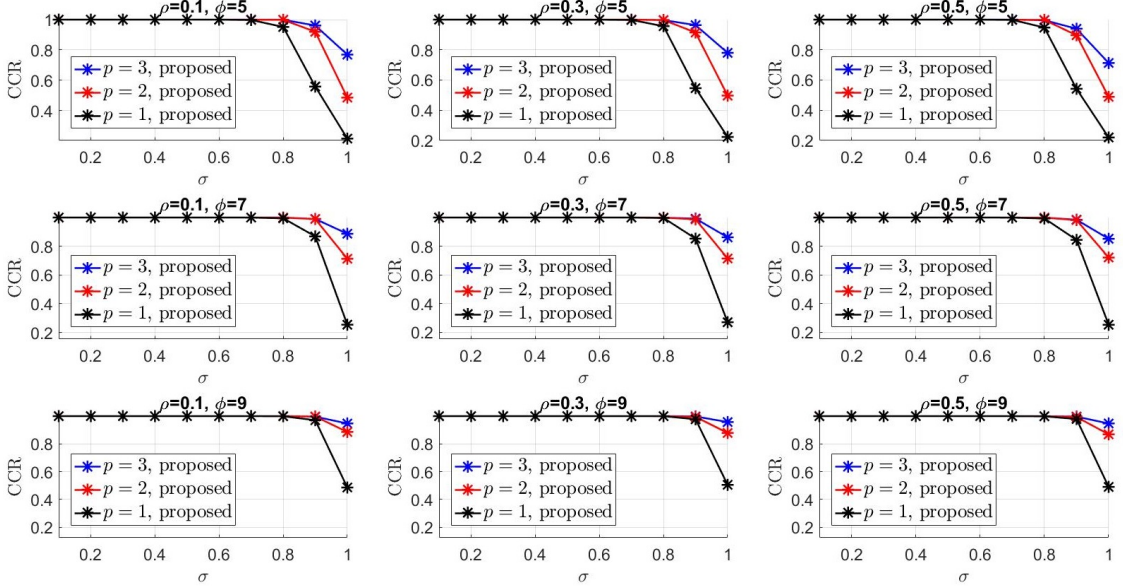 ρ=0.1, ϕ=5
1
0.8
0.6
0.4
CCR
p = 3, proposed
p = 2, proposed
p = 1, proposed
0.2 0.4 0.6 0.8 1
σ
ρ=0.3, ϕ=5
1
0.8
0.6
0.4
0.2
CCR
p = 3, proposed
p = 2, proposed
p = 1, proposed
0.2 0.4 0.6 0.8 1
σ
ρ=0.5, ϕ=5
1
0.8
0.6
0.4
0.2
CCR
p = 3, proposed
p = 2, proposed
p = 1, proposed
0.2 0.4 0.6 0.8 1
σ
ρ=0.1, ϕ=7
0.8
0.6
0.4
0.2
CCR
p = 3, proposed
p = 2, proposed
p = 1, proposed
0.2 0.4 0.6 0.8 1
σ
ρ=0.3, ϕ=7
0.8
0.6
0.4
0.2
CCR
p = 3, proposed
p = 2, proposed
p = 1, proposed
0.2 0.4 0.6 0.8 1
σ
ρ=0.5, ϕ=7
0.8
0.6
0.4
0.2
CCR
p = 3, proposed
p = 2, proposed
p = 1, proposed
0.2 0.4 0.6 0.8 1
σ
ρ=0.1, ϕ=9
0.8
0.6
0.4
0.2
CCR
p = 3, proposed
p = 2, proposed
p = 1, proposed
0.2 0.4 0.6 0.8 1
σ
ρ=0.3, ϕ=9
0.8
0.6
0.4
0.2
CCR
p = 3, proposed
p = 2, proposed
p = 1, proposed
0.2 0.4 0.6 0.8 1
σ
ρ=0.5, ϕ=9
0.8
0.6
0.4
0.2
CCR
p = 3, proposed
p = 2, proposed
p = 1, proposed
0.2 0.4 0.6 0.8 1
σ